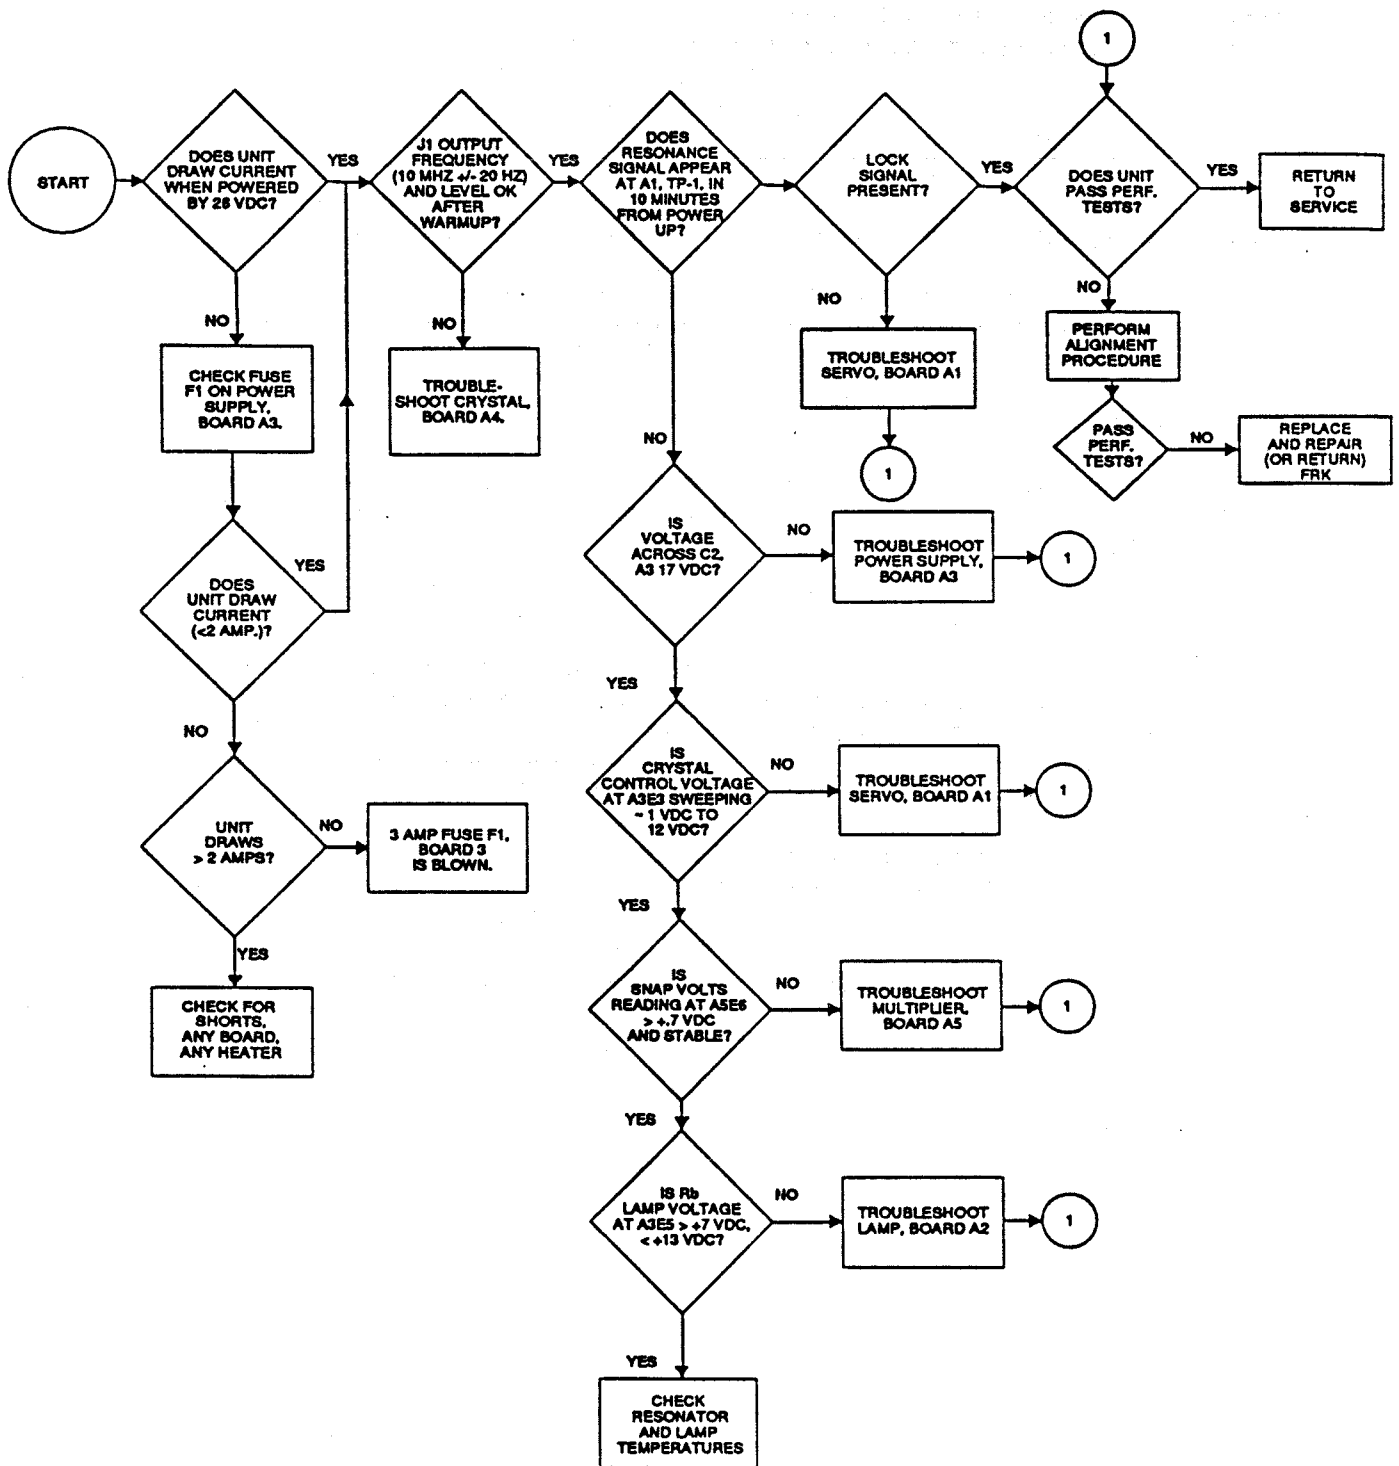 1
START
DOES UNIT
DRAW CURRENT
WHEN POWERED
BY 26 VDC?
YES
J1 OUTPUT
FREQUENCY
(10 MHZ +/- 20 HZ)
AND LEVEL OK
AFTER
WARMUP?
YES
DOES
RESONANCE
SIGNAL APPEAR
AT A1, TP-1, IN
10 MINUTES
FROM POWER
UP?
LOCK
SIGNAL
PRESENT?
YES
DOES UNIT
PASS PERF.
TESTS?
YES
RETURN
TO
SERVICE
NO
CHECK FUSE
F1 ON POWER
SUPPLY,
BOARD A3.
NO
TROUBLE-
SHOOT CRYSTAL,
BOARD A4.
NO
TROUBLESHOOT
SERVO, BOARD A1
1
NO
PERFORM
ALIGNMENT
PROCEDURE
PASS
PERF.
TESTS?
NO
REPLACE
AND REPAIR
(OR RETURN)
FRK
DOES
UNIT DRAW
CURRENT
(<2 AMP.)?
YES
NO
UNIT
DRAWS
> 2 AMPS?
NO
3 AMP FUSE F1,
BOARD 3
IS BLOWN.
YES
CHECK FOR
SHORTS,
ANY BOARD,
ANY HEATER
NO
IS
VOLTAGE
ACROSS C2,
A3 17 VDC?
NO
TROUBLESHOOT
POWER SUPPLY,
BOARD A3
1
YES
IS
CRYSTAL
CONTROL VOLTAGE
AT A3E3 SWEEPING
~ 1 VDC TO
12 VDC?
NO
TROUBLESHOOT
SERVO, BOARD A1
1
YES
IS
SNAP VOLTS
READING AT A5E6
> +.7 VDC
AND STABLE?
NO
TROUBLESHOOT
MULTIPLIER,
BOARD A5
1
YES
IS Rb
LAMP VOLTAGE
AT A3E5 > +7 VDC,
< +13 VDC?
NO
TROUBLESHOOT
LAMP, BOARD A2
1
YES
CHECK
RESONATOR
AND LAMP
TEMPERATURES